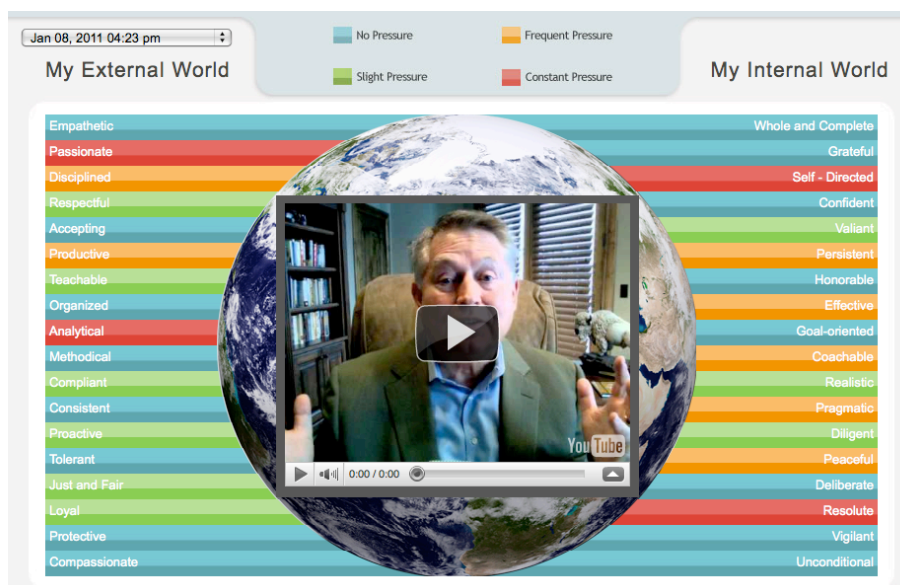 Jan 08, 2011 04:23 pm
No Pressure
Frequent Pressure
Slight Pressure
Constant Pressure
My External World
My Internal World
Empathetic
Passionate
Disciplined
Respectful
Accepting
Productive
Teachable
Organized
Analytical
Methodical
Compliant
Consistent
Proactive
Tolerant
Just and Fair
Loyal
Protective
Compassionate
Whole and Complete
Grateful
Self - Directed
Confident
Valiant
Persistent
Honorable
Effective
Goal-oriented
Coachable
Realistic
Pragmatic
Diligent
Peaceful
Deliberate
Resolute
Vigilant
Unconditional
YouTube
0:00 / 0:00